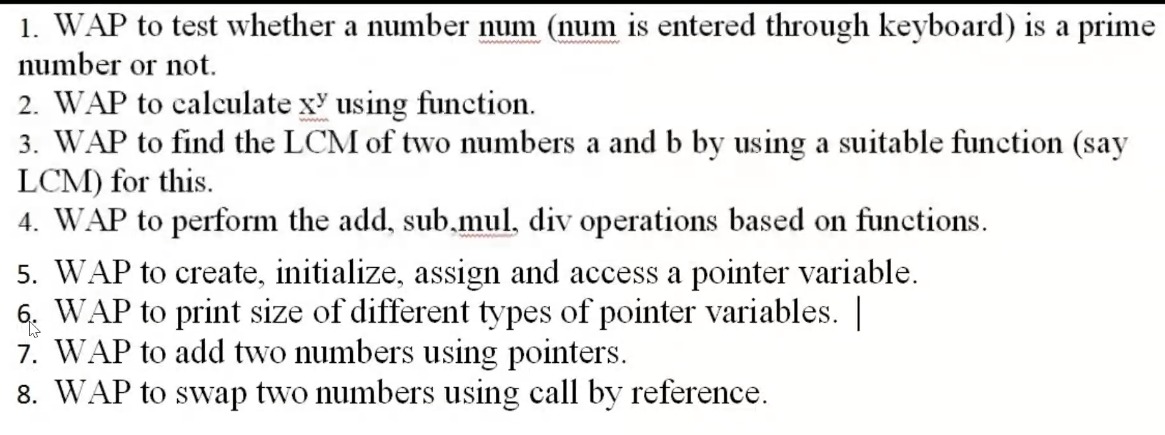 1. WAP to test whether a number num (num is entered through keyboard) is a prime
number or not.
2. WAP to calculate xʸ using function.
3. WAP to find the LCM of two numbers a and b by using a suitable function (say
LCM) for this.
4. WAP to perform the add, sub,mul, div operations based on functions.
5. WAP to create, initialize, assign and access a pointer variable.
6. WAP to print size of different types of pointer variables.
7. WAP to add two numbers using pointers.
8. WAP to swap two numbers using call by reference.